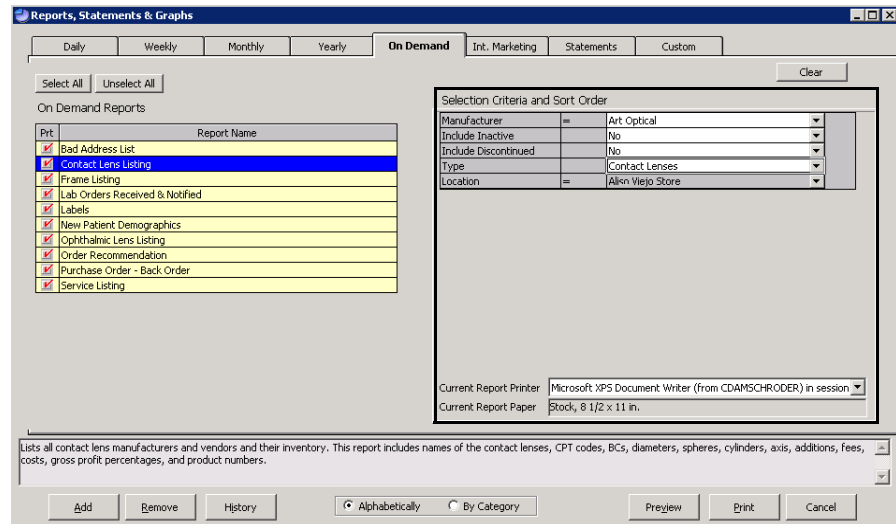 Reports, Statements & Graphs
Daily Weekly Monthly Yearly On Demand Int. Marketing Statements Custom
Clear
Select All Unselect All
On Demand Reports
Prt Report Name
Bad Address List
Contact Lens Listing
Frame Listing
Lab Orders Received & Notified
Labels
New Patient Demographics
Ophthalmic Lens Listing
Order Recommendation
Purchase Order - Back Order
Service Listing
Selection Criteria and Sort Order
Manufacturer = Art Optical
Include Inactive No
Include Discontinued No
Type Contact Lenses
Location = Viejo Store
Current Report Printer Microsoft XPS Document Writer (from CDAMSCHRODER) in session
Current Report Paper Stock, 8 1/2 x 11 in.
Lists all contact lens manufacturers and vendors and their inventory. This report includes names of the contact lenses, CPT codes, BCs, diameters, spheres, cylinders, axis, additions, fees,
costs, gross profit percentages, and product numbers.
Add Remove History Alphabetically By Category Preview Print Cancel